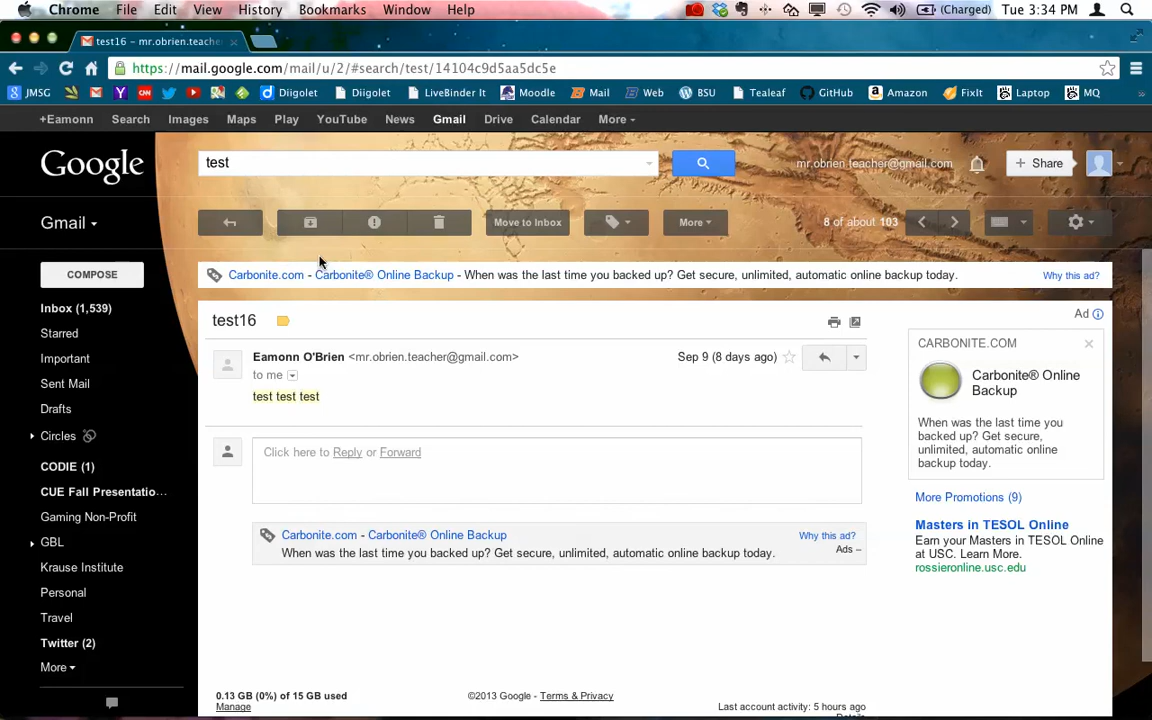 Chrome File Edit View History Bookmarks Window Help (Charged) Tue 3:34 PM
test16 – mr.obrien.teacher
https://mail.google.com/mail/u/2/#search/test/14104c9d5aa5dc5e
JMSG CNN Diigolet Diigolet LiveBinder It Moodle Mail Web BSU Tealeaf GitHub Amazon FixIt Laptop MQ »
+Eamonn Search Images Maps Play YouTube News Gmail Drive Calendar More
Google test mr.obrien.teacher@gmail.com + Share
Gmail Move to Inbox More 8 of about 103
COMPOSE
Inbox (1,539)
Starred
Important
Sent Mail
Drafts
Circles
CODIE (1)
CUE Fall Presentatio...
Gaming Non-Profit
GBL
Krause Institute
Personal
Travel
Twitter (2)
More
Carbonite.com - Carbonite® Online Backup - When was the last time you backed up? Get secure, unlimited, automatic online backup today. Why this ad?
test16
Eamonn O'Brien <mr.obrien.teacher@gmail.com> Sep 9 (8 days ago)
to me
test test test
Click here to Reply or Forward
Carbonite.com - Carbonite® Online Backup Why this ad?
When was the last time you backed up? Get secure, unlimited, automatic online backup today. Ads –
Ad
CARBONITE.COM
Carbonite® Online
Backup
When was the last time you
backed up? Get secure,
unlimited, automatic online
backup today.
More Promotions (9)
Masters in TESOL Online
Earn your Masters in TESOL Online
at USC. Learn More.
rossieronline.usc.edu
0.13 GB (0%) of 15 GB used
Manage
©2013 Google - Terms & Privacy
Last account activity: 5 hours ago
Details